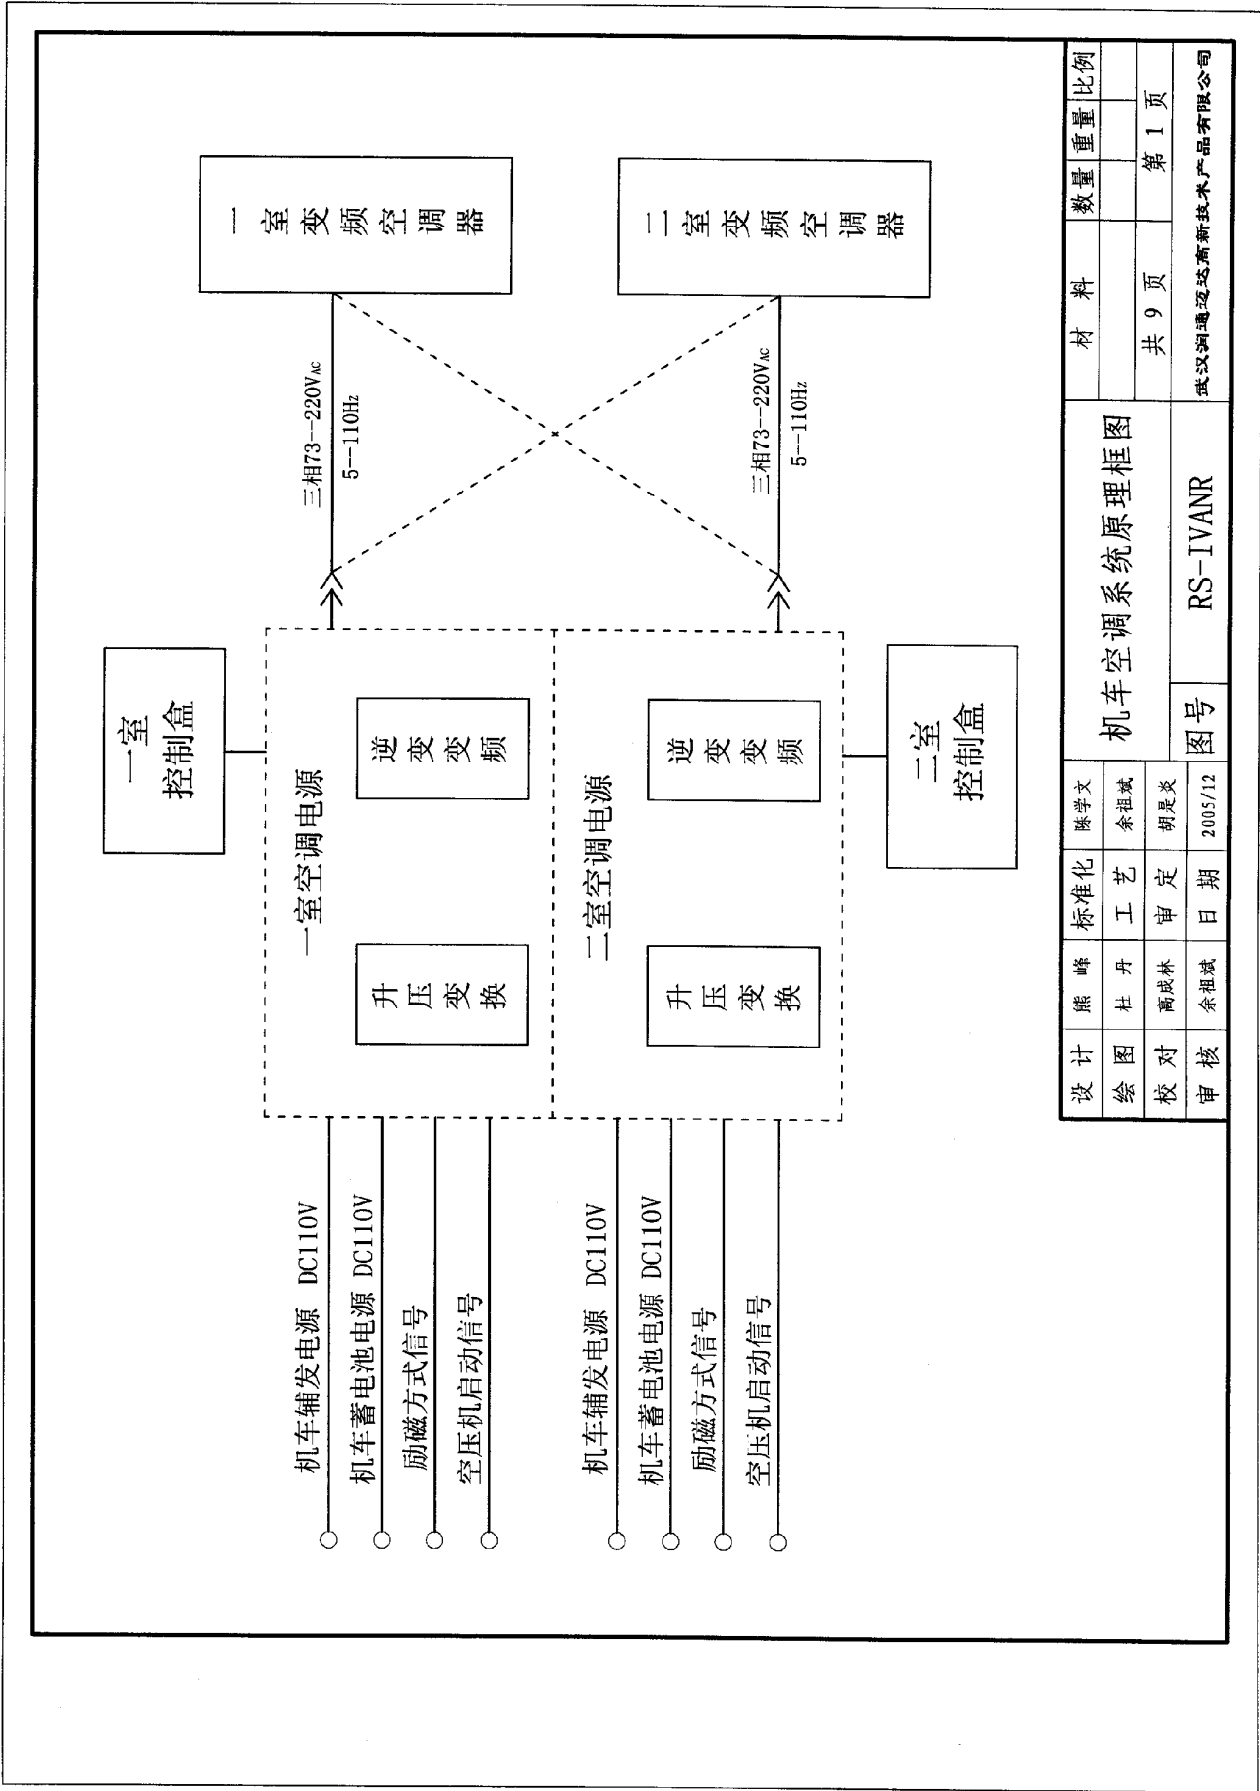 一室
控制盒
一室空调电源
机车辅发电源 DC110V
机车蓄电池电源 DC110V
励磁方式信号
空压机启动信号
升压变换
逆变变频
三相73--220VAC
5--110Hz
一室变频空调器
二室空调电源
机车辅发电源 DC110V
机车蓄电池电源 DC110V
励磁方式信号
空压机启动信号
升压变换
逆变变频
三相73--220VAC
5--110Hz
二室变频空调器
二室
控制盒
设计 熊峰 标准化 陈学文
绘图 杜丹 工艺 余祖斌
校对 高成林 审定 胡是炎
审核 余祖斌 日期 2005/12
机车空调系统原理框图
图号 RS-IVANR
材料 数量 重量 比例
共 9 页 第 1 页
武汉润通迈达高新技术产品有限公司